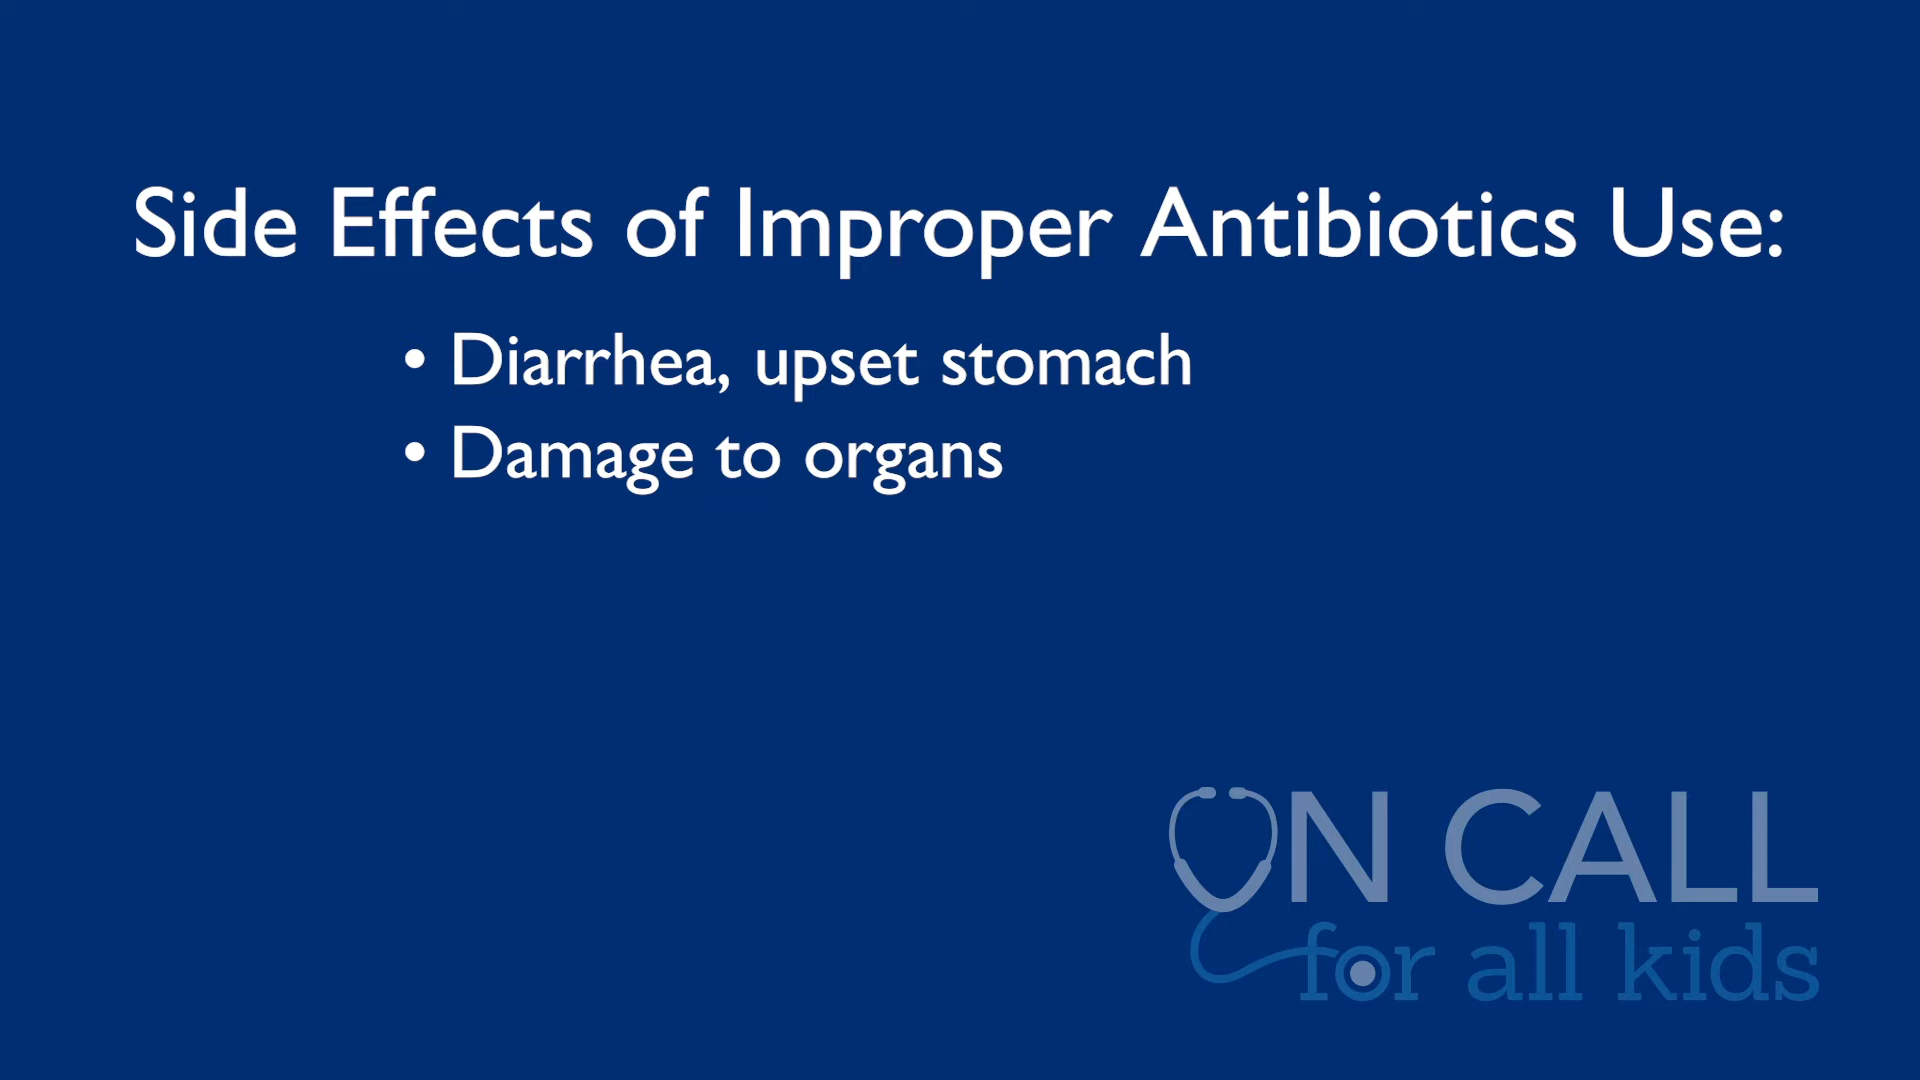 Side Effects of Improper Antibiotics Use:
• Diarrhea, upset stomach
• Damage to organs
ON CALL
for all kids